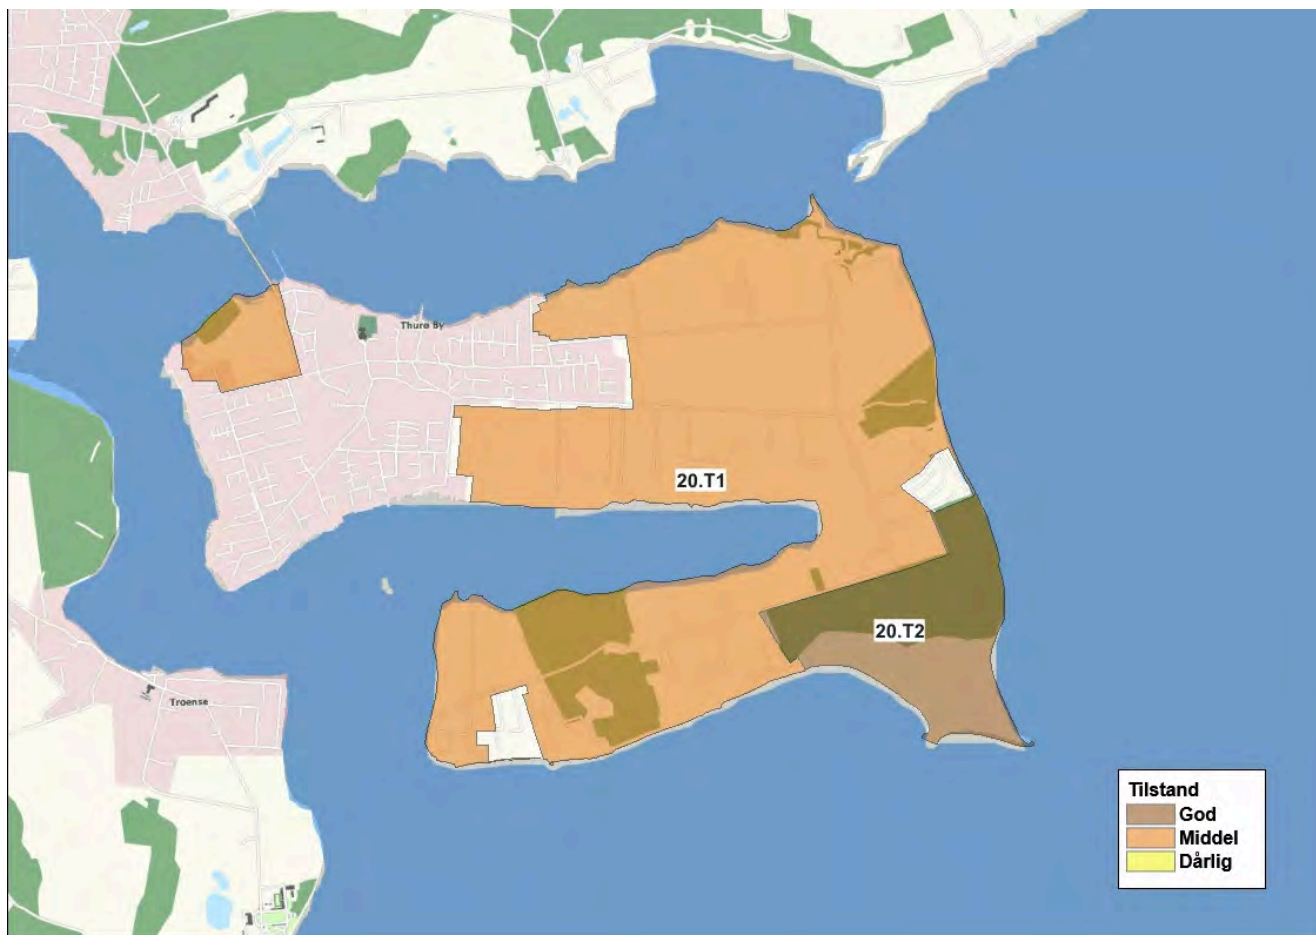 Thurø By
20.T1
20.T2
Troense
Tilstand
God
Middel
Dårlig